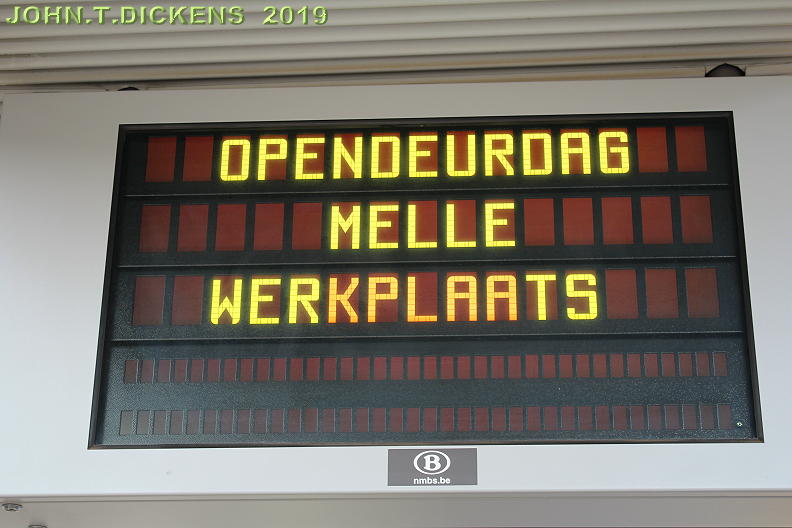 JOHN.T.DICKENS 2019
OPENDEURDAG
MELLE
WERKPLAATS
B
nmbs.be